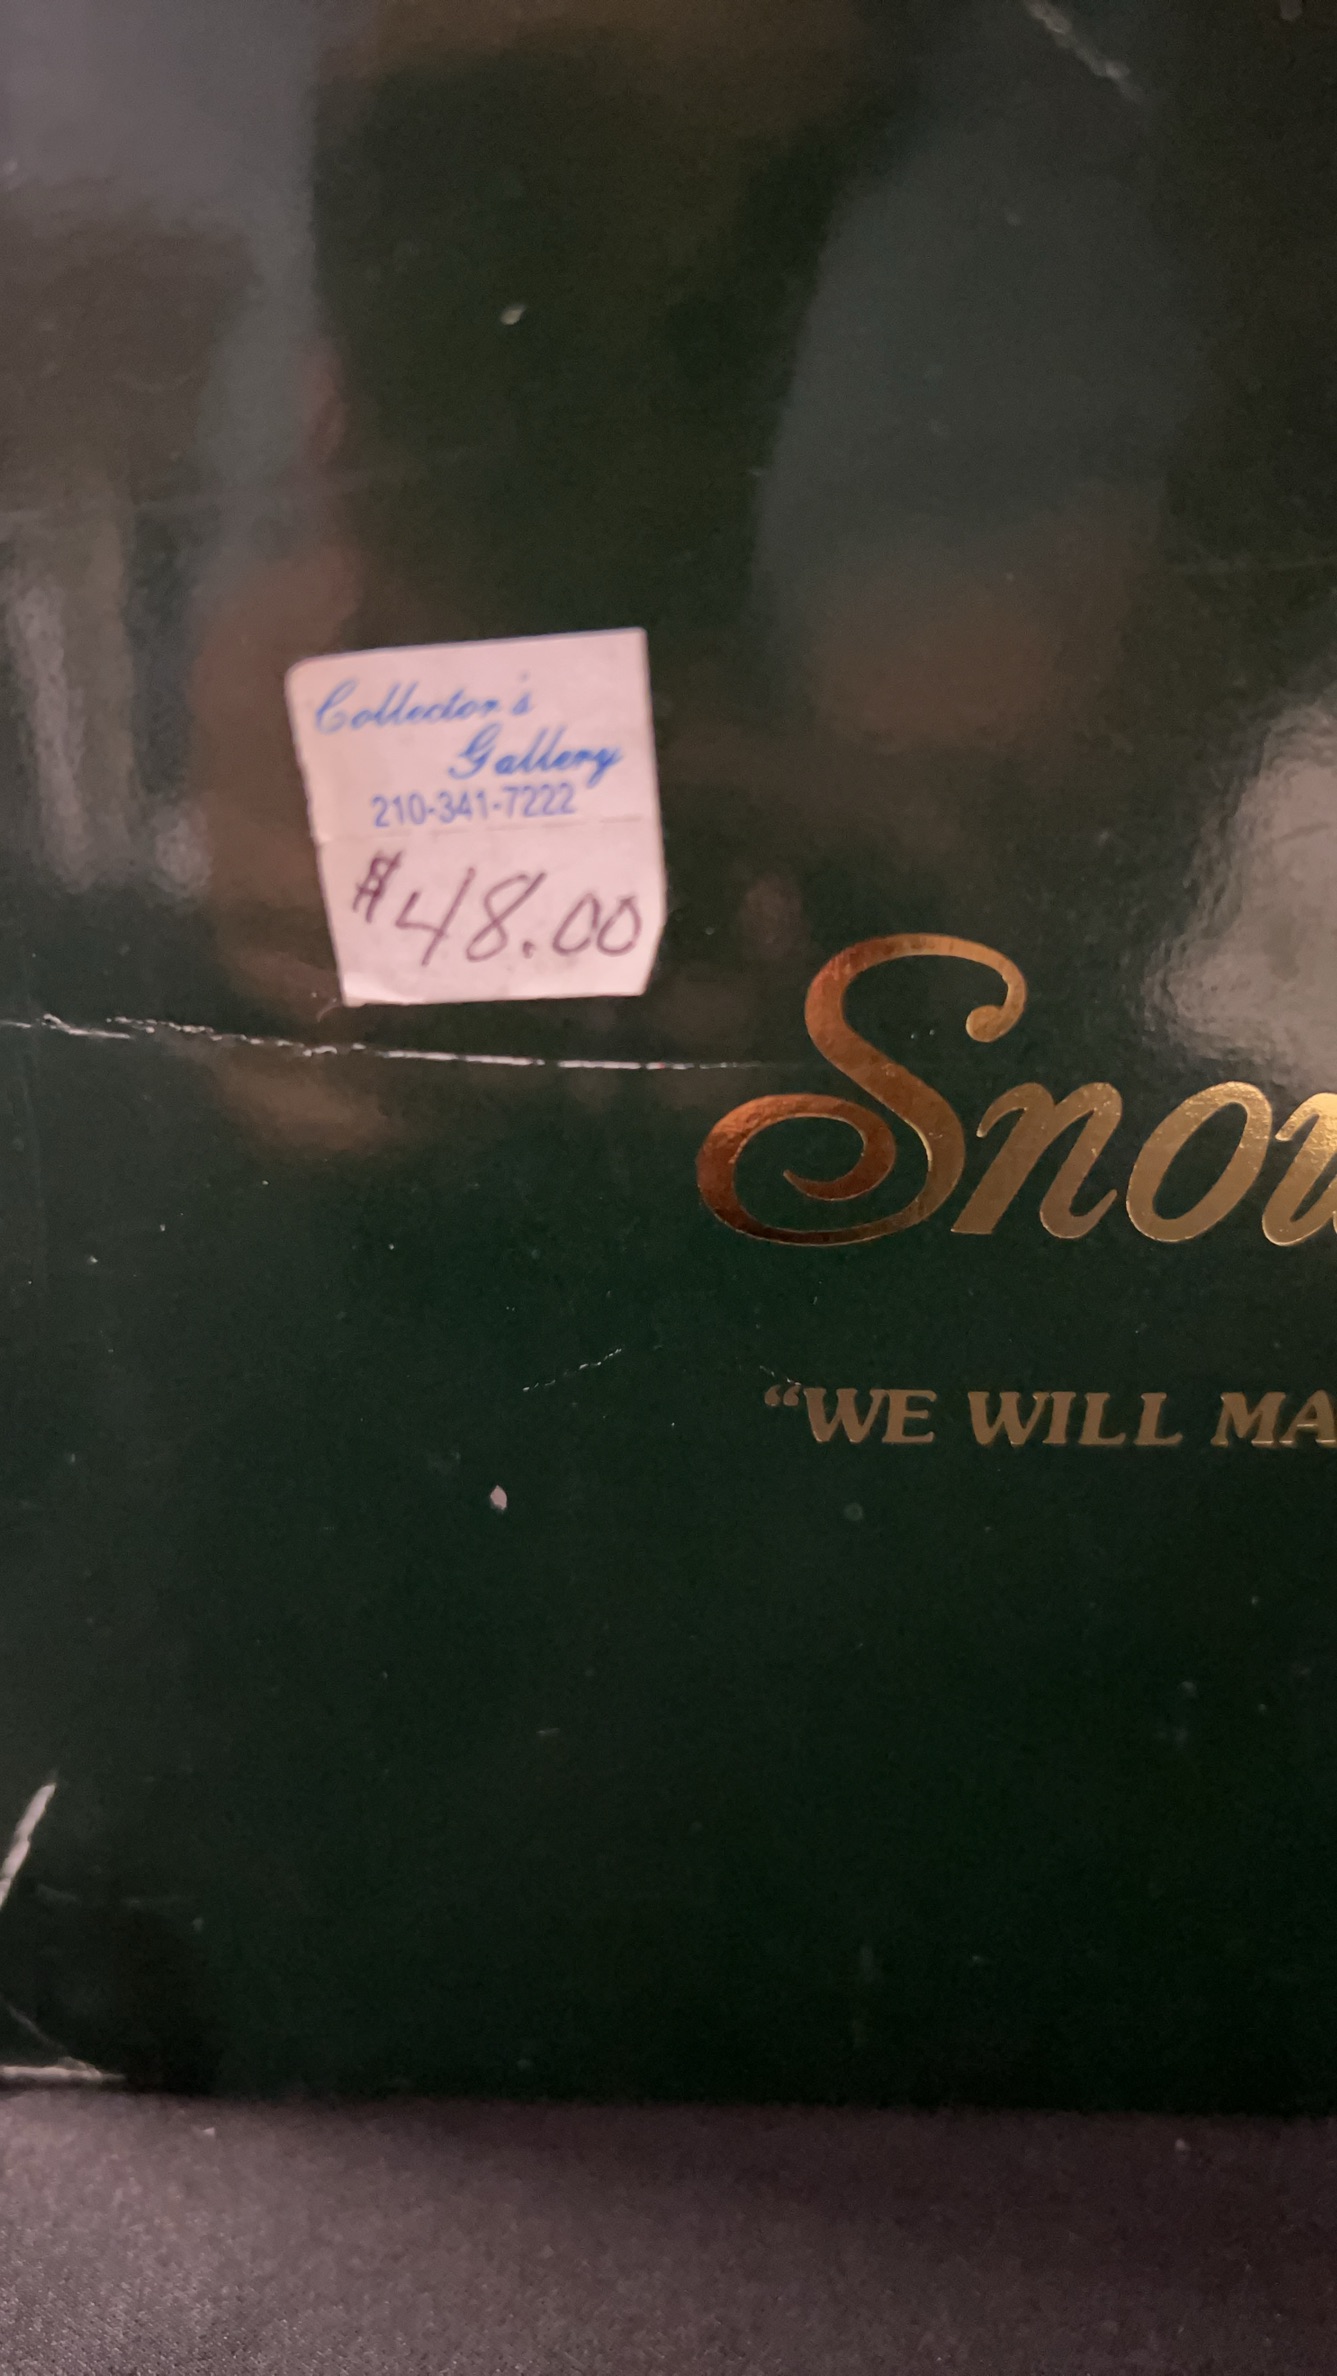 Collector's
Gallery
210-341-7222
$48.00
Snow
"WE WILL MA